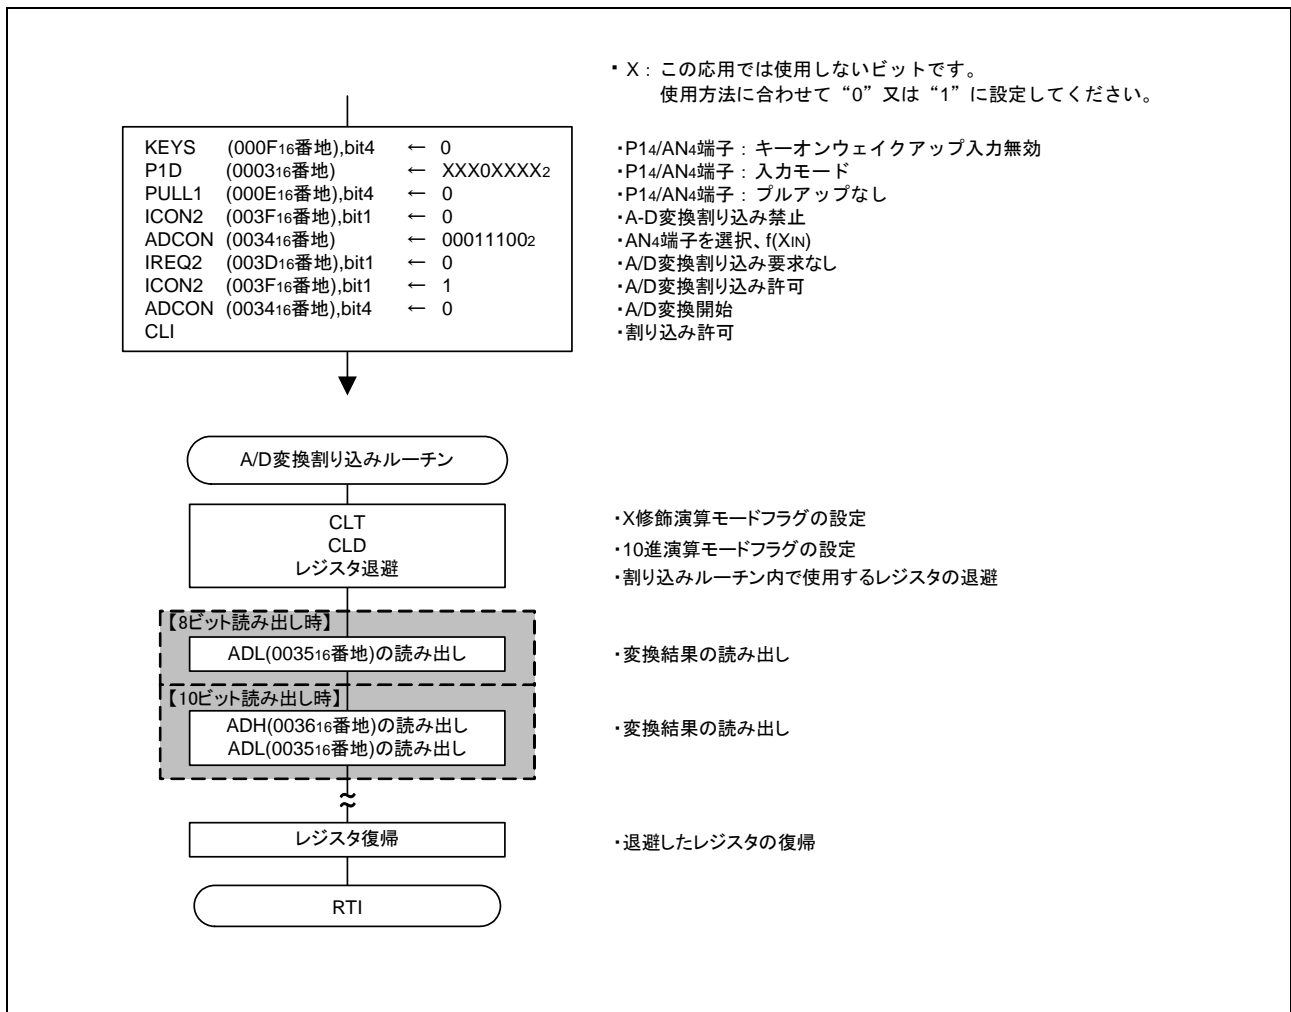 ・X： この応用では使用しないビットです。
使用方法に合わせて“0”又は“1”に設定してください。
KEYS (000F16番地),bit4 ← 0 ・P14/AN4端子：キーオンウェイクアップ入力無効
P1D (000316番地) ← XXX0XXXX2 ・P14/AN4端子：入力モード
PULL1 (000E16番地),bit4 ← 0 ・P14/AN4端子：プルアップなし
ICON2 (003F16番地),bit1 ← 0 ・A-D変換割り込み禁止
ADCON (003416番地) ← 000111002 ・AN4端子を選択、f(XIN)
IREQ2 (003D16番地),bit1 ← 0 ・A/D変換割り込み要求なし
ICON2 (003F16番地),bit1 ← 1 ・A/D変換割り込み許可
ADCON (003416番地),bit4 ← 0 ・A/D変換開始
CLI ・割り込み許可
A/D変換割り込みルーチン
CLT ・X修飾演算モードフラグの設定
CLD ・10進演算モードフラグの設定
レジスタ退避 ・割り込みルーチン内で使用するレジスタの退避
【8ビット読み出し時】
ADL(003516番地)の読み出し ・変換結果の読み出し
【10ビット読み出し時】
ADH(003616番地)の読み出し ・変換結果の読み出し
ADL(003516番地)の読み出し
レジスタ復帰 ・退避したレジスタの復帰
RTI